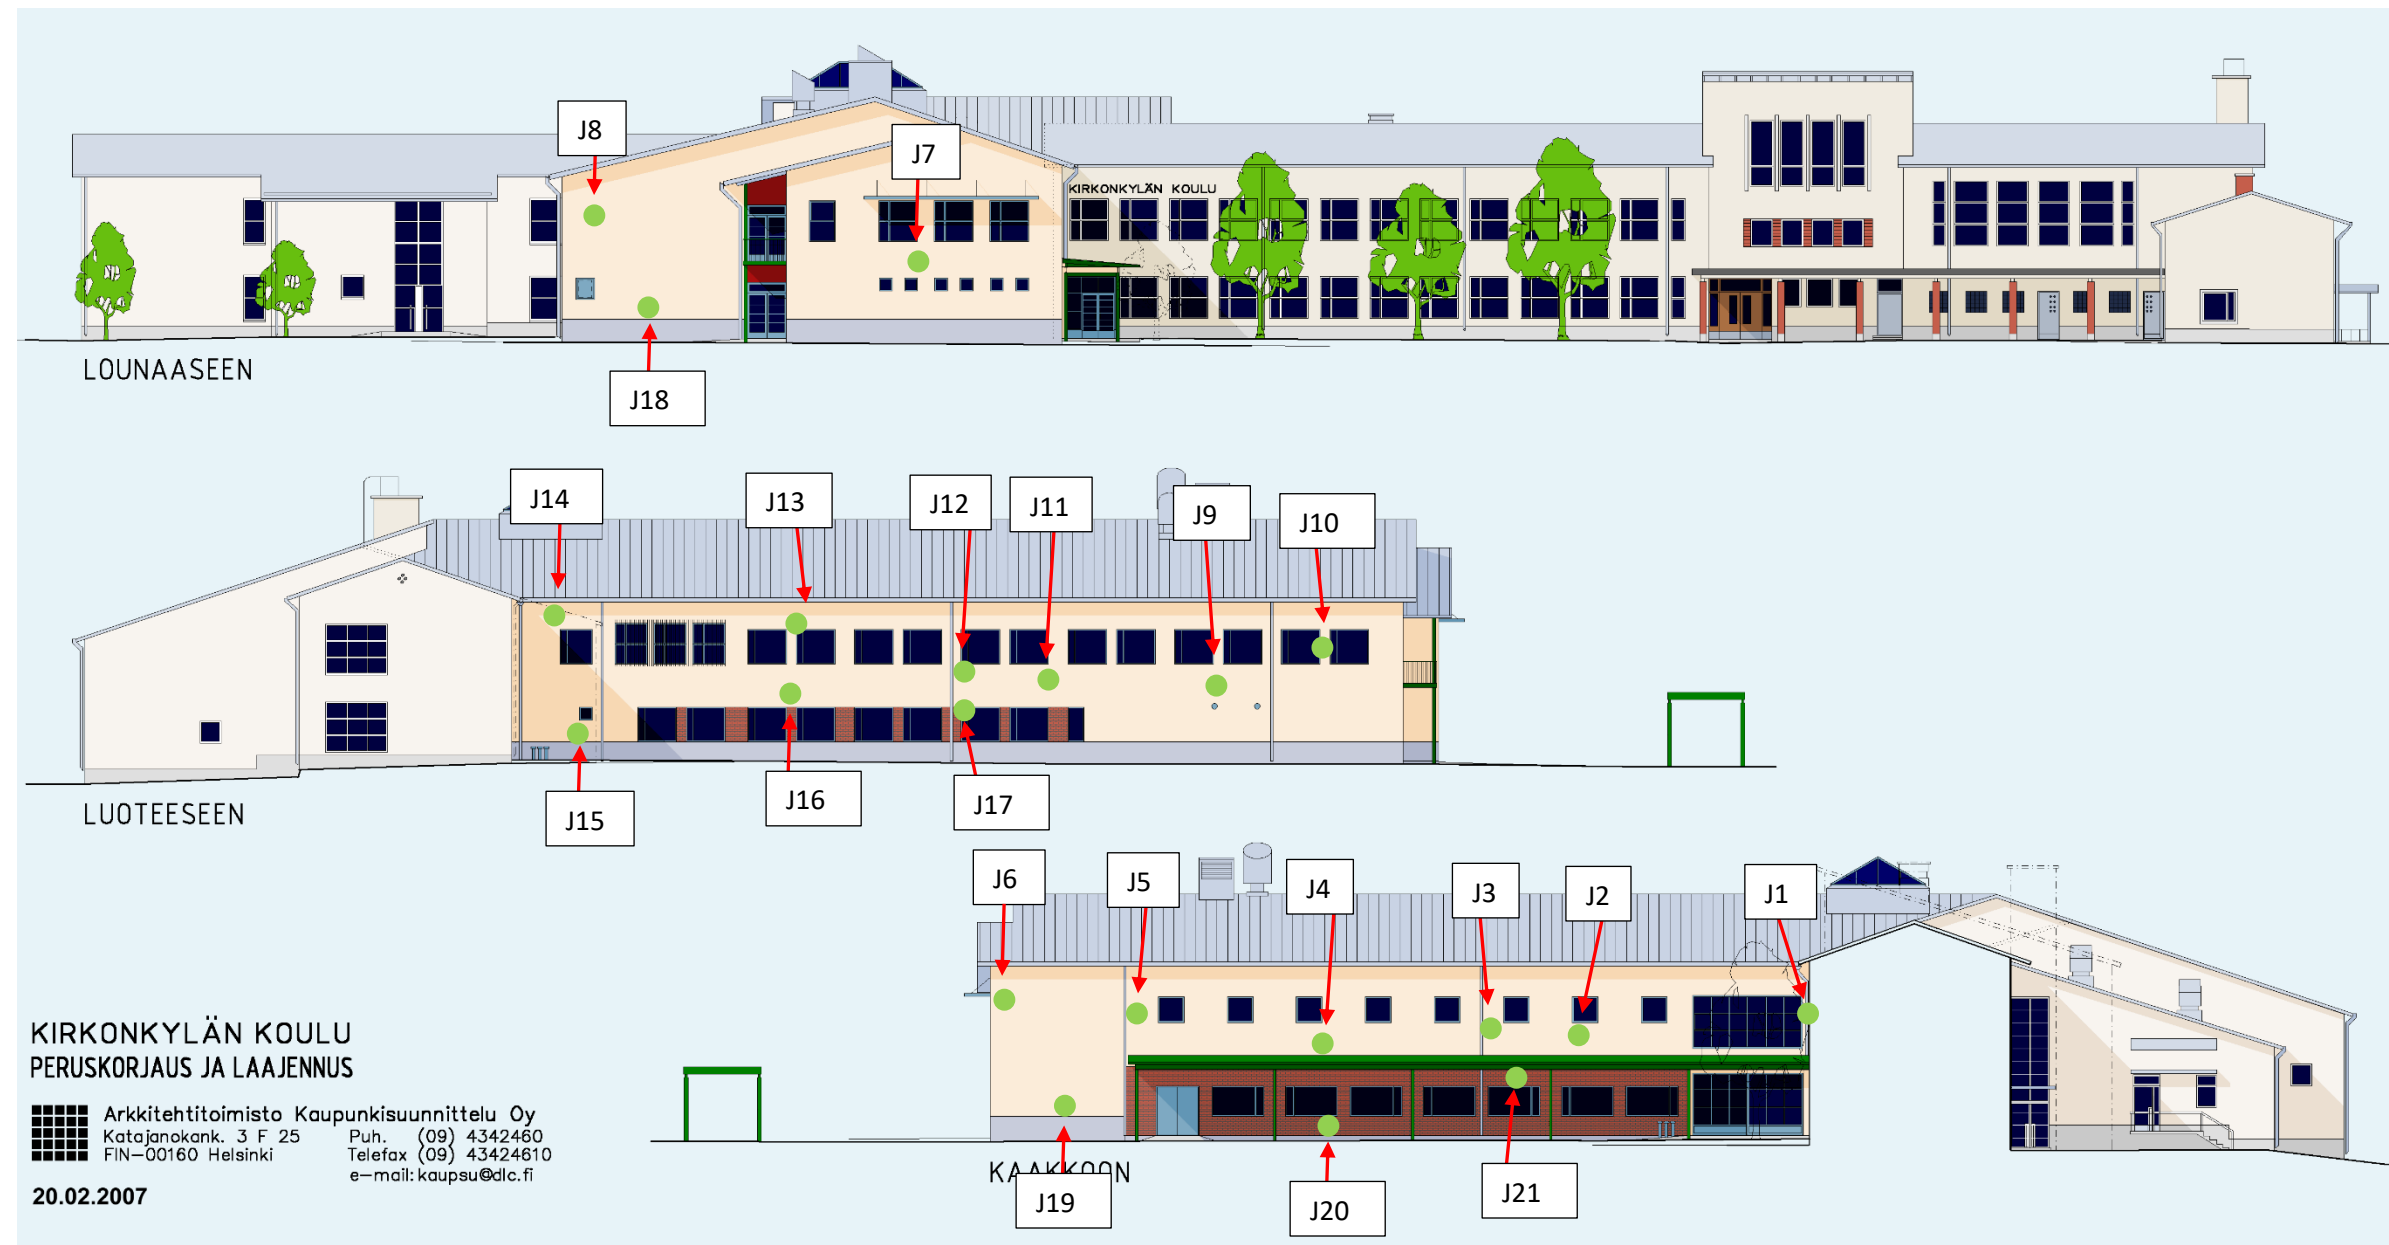 J8
J7
KIRKONKYLÄN KOULU
LOUNAASEEN
J18
J14
J13
J12
J11
J9
J10
LUOTEESEEN
J15
J16
J17
J6
J5
J4
J3
J2
J1
KIRKONKYLÄN KOULU
PERUSKORJAUS JA LAAJENNUS
Arkkitehtitoimisto Kaupunkisuunnittelu Oy
Katajanokank. 3 F 25 Puh. (09) 4342460
FIN-00160 Helsinki Telefax (09) 43424610
e-mail: kaupsu@dlc.fi
20.02.2007
KAAKKOON
J19
J20
J21